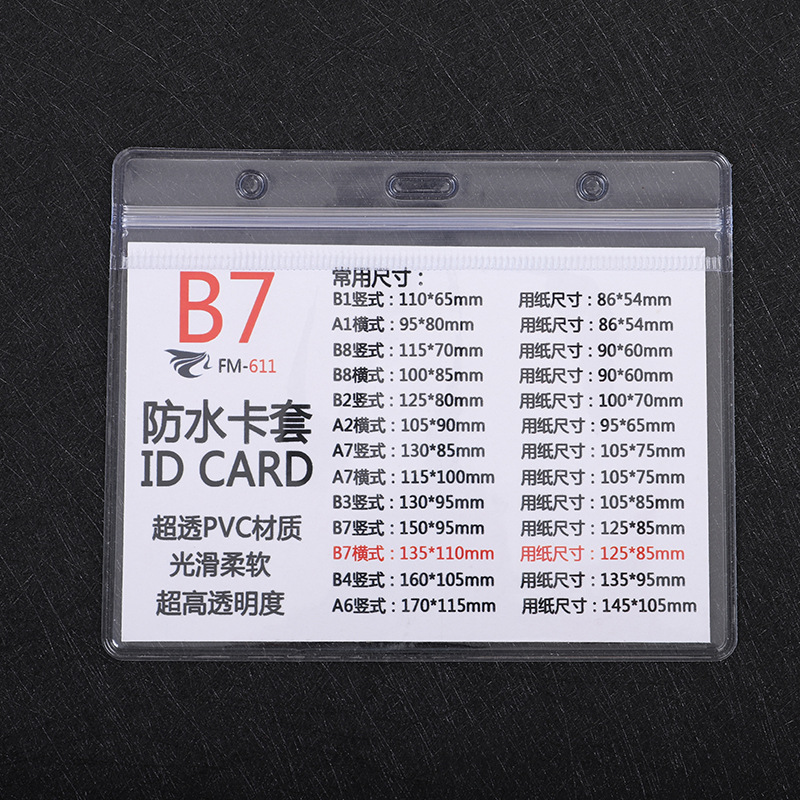 B7
FM-611
防水卡套
ID CARD
超透PVC材质
光滑柔软
超高透明度
常用尺寸：
B1竖式：110*65mm 用纸尺寸：86*54mm
A1横式：95*80mm 用纸尺寸：86*54mm
B8竖式：115*70mm 用纸尺寸：90*60mm
B8横式：100*85mm 用纸尺寸：90*60mm
B2竖式：125*80mm 用纸尺寸：100*70mm
A2横式：105*90mm 用纸尺寸：95*65mm
A7竖式：130*85mm 用纸尺寸：105*75mm
A7横式：115*100mm 用纸尺寸：105*75mm
B3竖式：130*95mm 用纸尺寸：105*85mm
B7竖式：150*95mm 用纸尺寸：125*85mm
B7横式：135*110mm 用纸尺寸：125*85mm
B4竖式：160*105mm 用纸尺寸：135*95mm
A6竖式：170*115mm 用纸尺寸：145*105mm